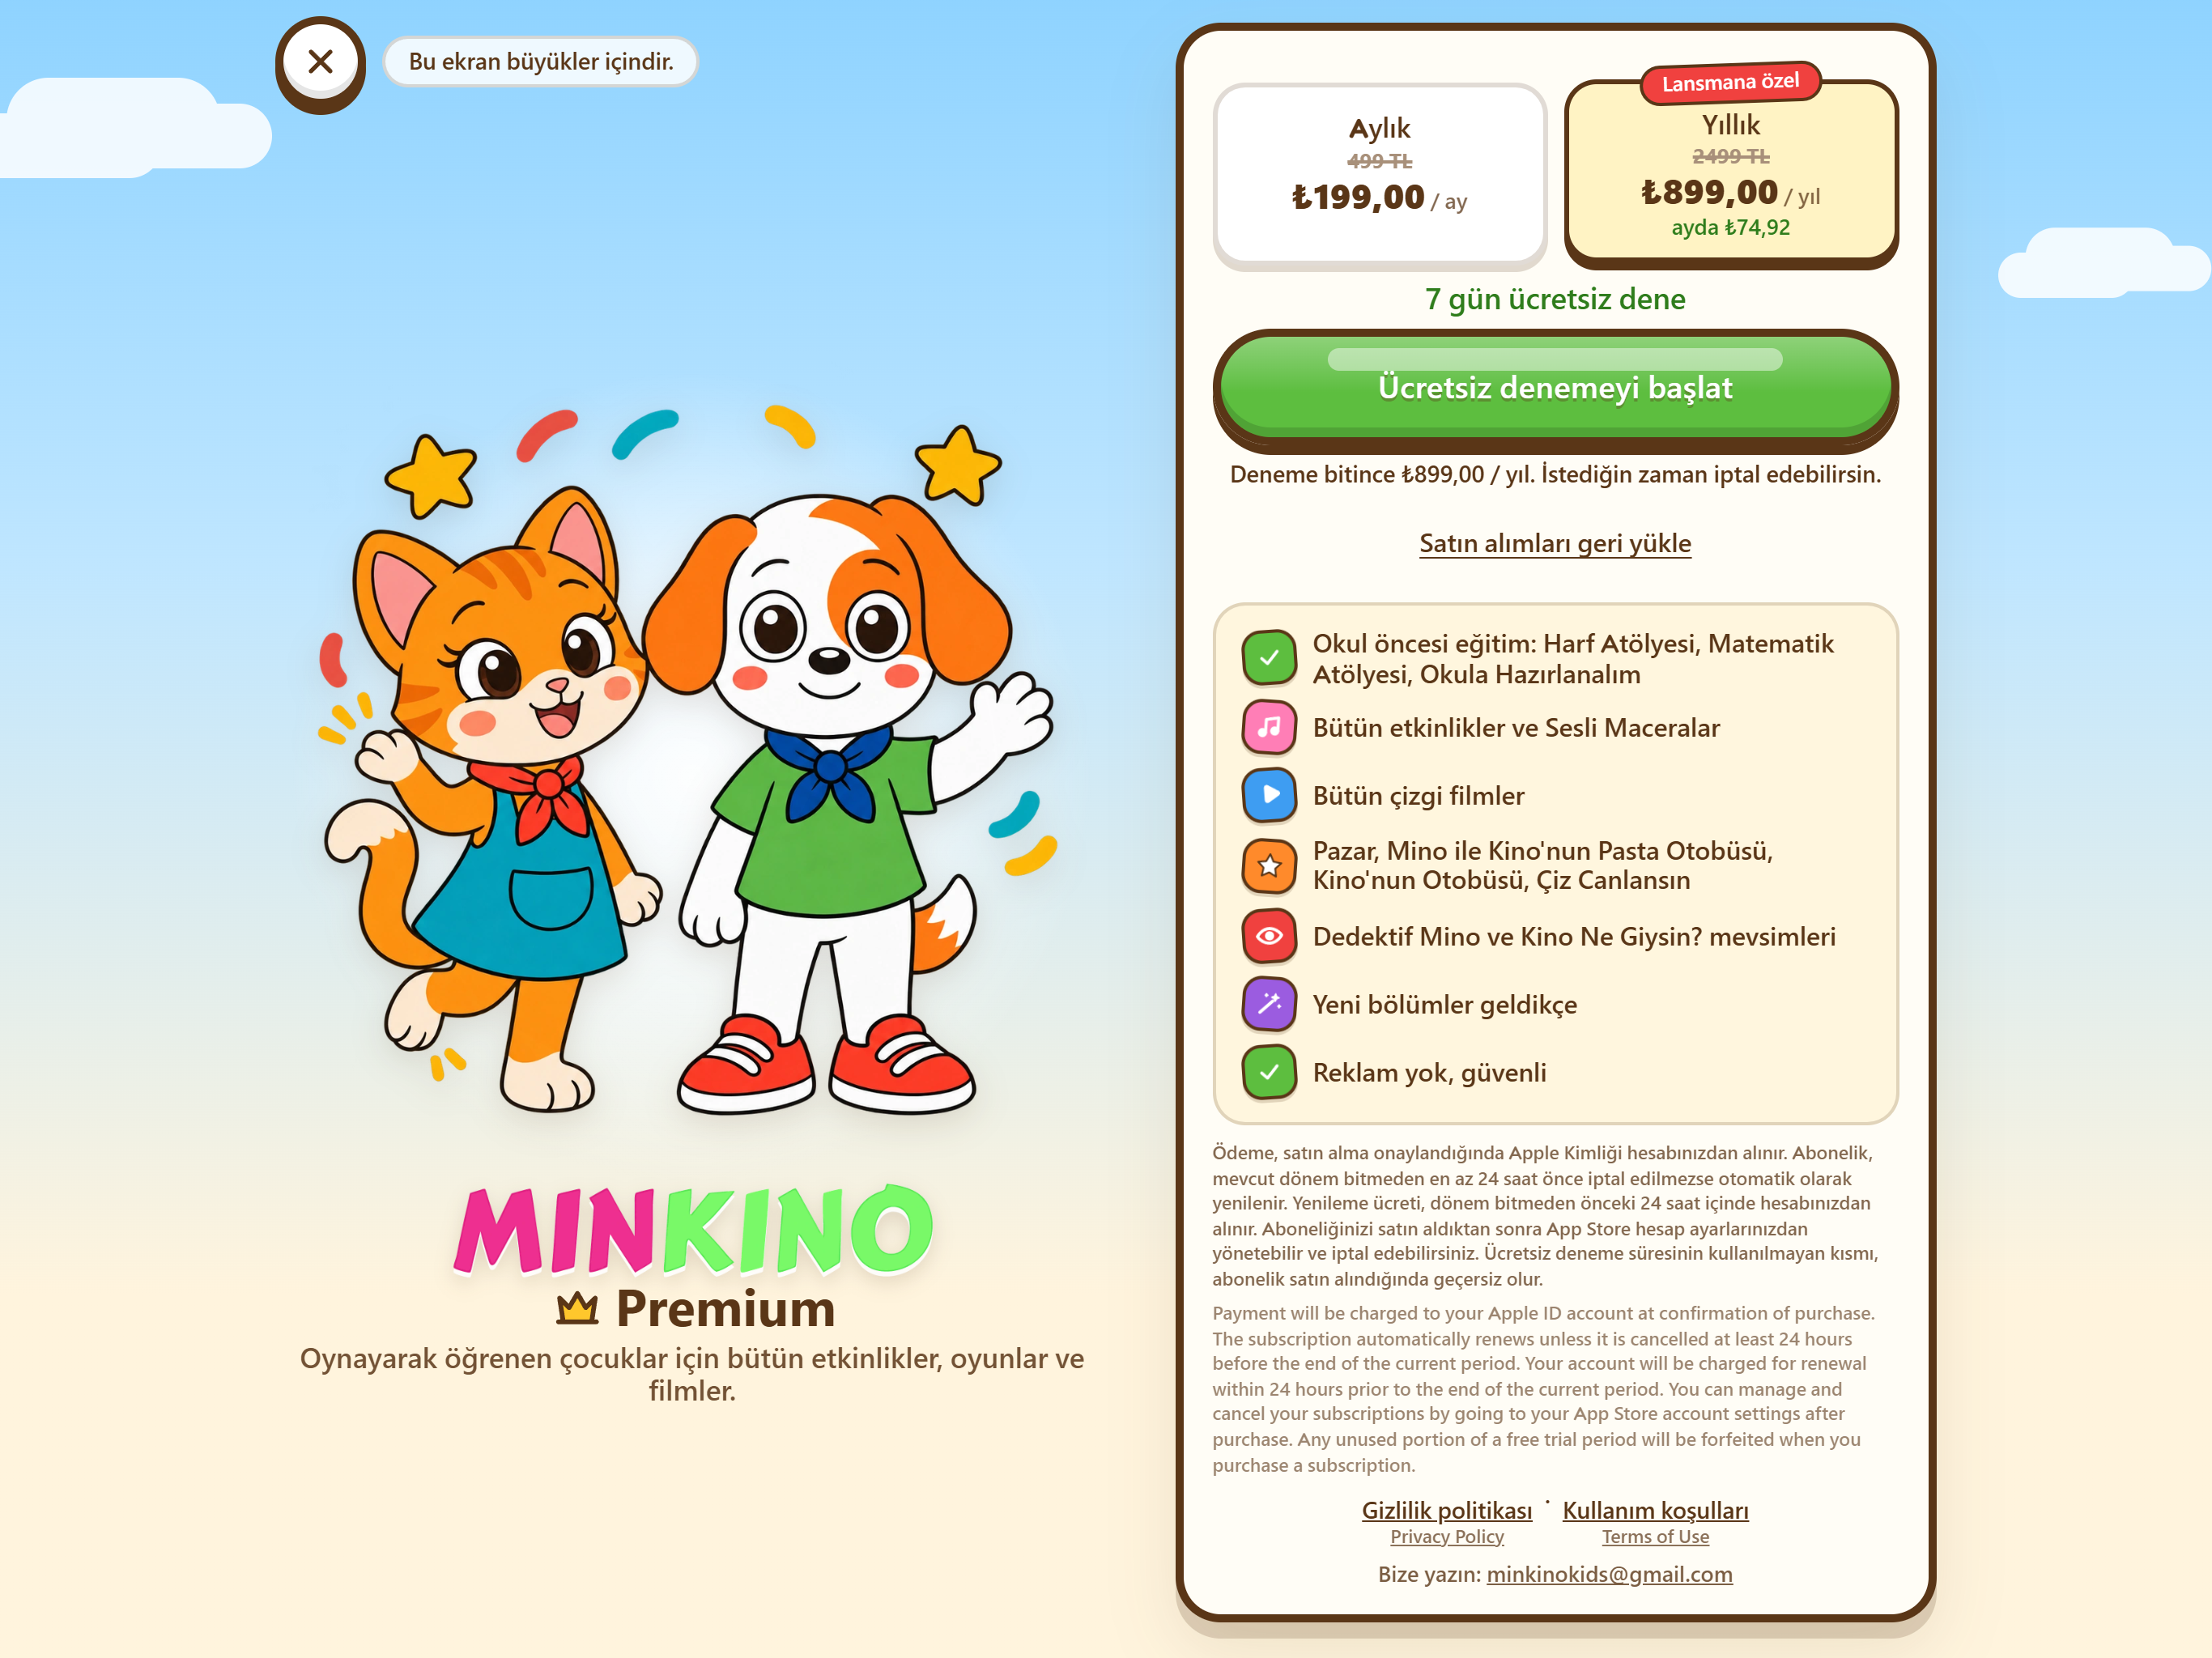 Bu ekran büyükler içindir.
MINKINO
Premium
Oynayarak öğrenen çocuklar için bütün etkinlikler, oyunlar ve
filmler.
Aylık
499 TL
₺199,00 / ay
Lansmana özel
Yıllık
2499 TL
₺899,00 / yıl
ayda ₺74,92
7 gün ücretsiz dene
Ücretsiz denemeyi başlat
Deneme bitince ₺899,00 / yıl. İstediğin zaman iptal edebilirsin.
Satın alımları geri yükle
Okul öncesi eğitim: Harf Atölyesi, Matematik
Atölyesi, Okula Hazırlanalım
Bütün etkinlikler ve Sesli Maceralar
Bütün çizgi filmler
Pazar, Mino ile Kino'nun Pasta Otobüsü,
Kino'nun Otobüsü, Çiz Canlansın
Dedektif Mino ve Kino Ne Giysin? mevsimleri
Yeni bölümler geldikçe
Reklam yok, güvenli
Ödeme, satın alma onaylandığında Apple Kimliği hesabınızdan alınır. Abonelik,
mevcut dönem bitmeden en az 24 saat önce iptal edilmezse otomatik olarak
yenilenir. Yenileme ücreti, dönem bitmeden önceki 24 saat içinde hesabınızdan
alınır. Aboneliğinizi satın aldıktan sonra App Store hesap ayarlarınızdan
yönetebilir ve iptal edebilirsiniz. Ücretsiz deneme süresinin kullanılmayan kısmı,
abonelik satın alındığında geçersiz olur.
Payment will be charged to your Apple ID account at confirmation of purchase.
The subscription automatically renews unless it is cancelled at least 24 hours
before the end of the current period. Your account will be charged for renewal
within 24 hours prior to the end of the current period. You can manage and
cancel your subscriptions by going to your App Store account settings after
purchase. Any unused portion of a free trial period will be forfeited when you
purchase a subscription.
Gizlilik politikası · Kullanım koşulları
Privacy Policy Terms of Use
Bize yazın: minkinokids@gmail.com